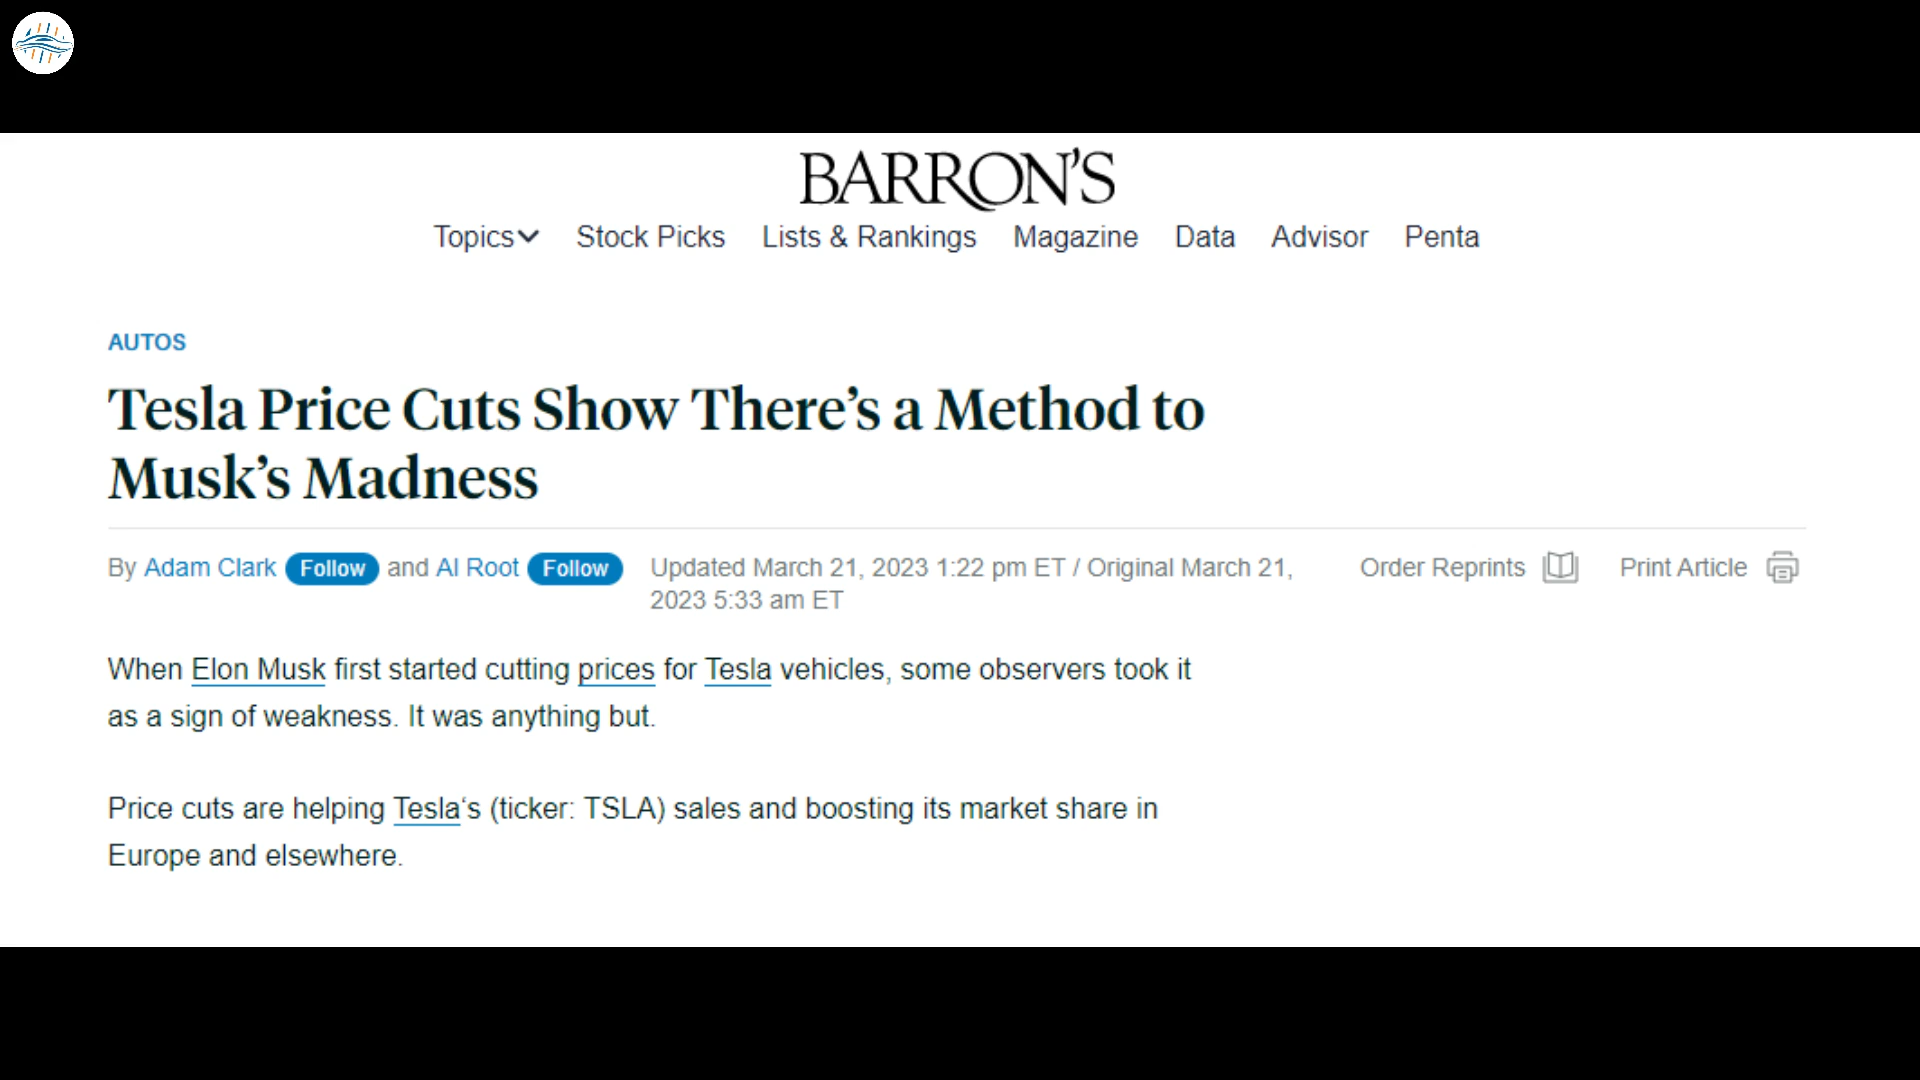 BARRON'S
Topics Stock Picks Lists & Rankings Magazine Data Advisor Penta
AUTOS
Tesla Price Cuts Show There’s a Method to
Musk’s Madness
By Adam Clark Follow and Al Root Follow Updated March 21, 2023 1:22 pm ET / Original March 21, Order Reprints Print Article
2023 5:33 am ET
When Elon Musk first started cutting prices for Tesla vehicles, some observers took it
as a sign of weakness. It was anything but.
Price cuts are helping Tesla‘s (ticker: TSLA) sales and boosting its market share in
Europe and elsewhere.